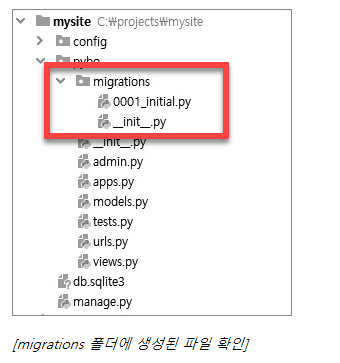 mysite C:₩projects₩mysite
config
pybo
migrations
0001_initial.py
__init__.py
__init__.py
admin.py
apps.py
models.py
tests.py
urls.py
views.py
db.sqlite3
manage.py
[migrations 폴더에 생성된 파일 확인]